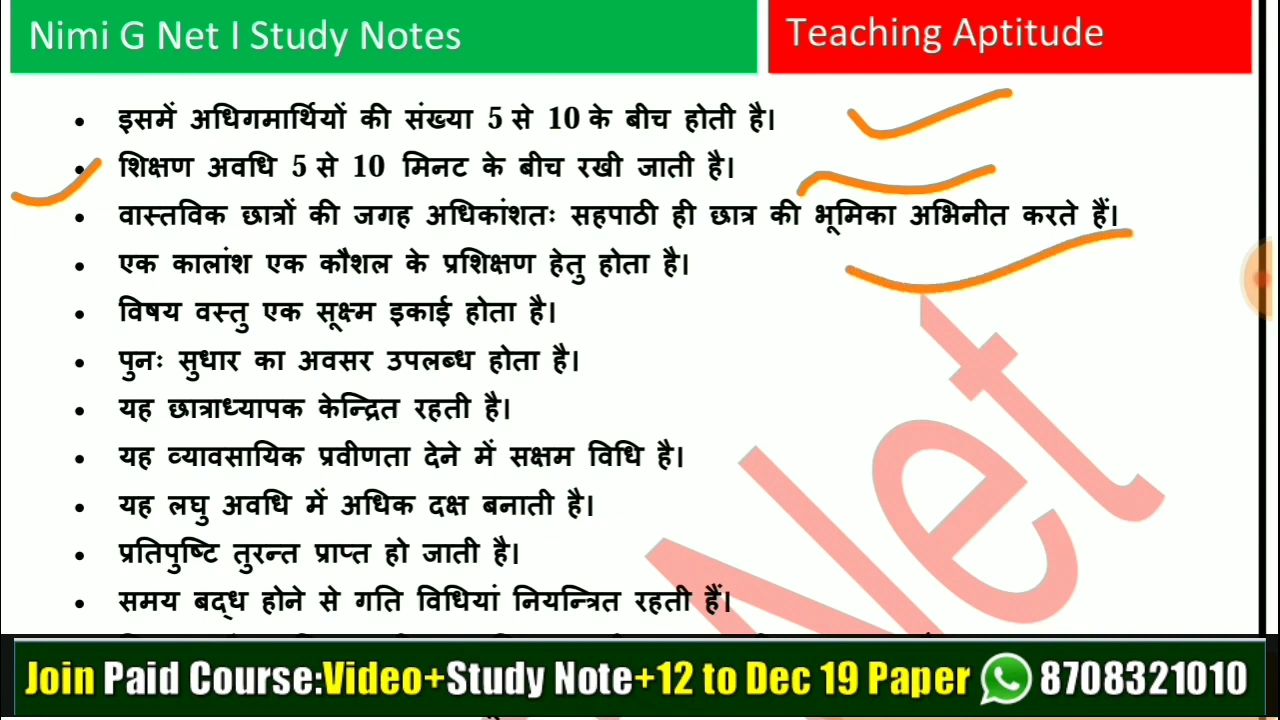 Nimi G Net I Study Notes
Teaching Aptitude
• इसमें अधिगमार्थियों की संख्या 5 से 10 के बीच होती है।
• शिक्षण अवधि 5 से 10 मिनट के बीच रखी जाती है।
• वास्तविक छात्रों की जगह अधिकांशतः सहपाठी ही छात्र की भूमिका अभिनीत करते हैं।
• एक कालांश एक कौशल के प्रशिक्षण हेतु होता है।
• विषय वस्तु एक सूक्ष्म इकाई होता है।
• पुनः सुधार का अवसर उपलब्ध होता है।
• यह छात्राध्यापक केन्द्रित रहती है।
• यह व्यावसायिक प्रवीणता देने में सक्षम विधि है।
• यह लघु अवधि में अधिक दक्ष बनाती है।
• प्रतिपुष्टि तुरन्त प्राप्त हो जाती है।
• समय बद्ध होने से गति विधियां नियन्त्रित रहती हैं।
Net
Join Paid Course:Video+Study Note+12 to Dec 19 Paper 8708321010